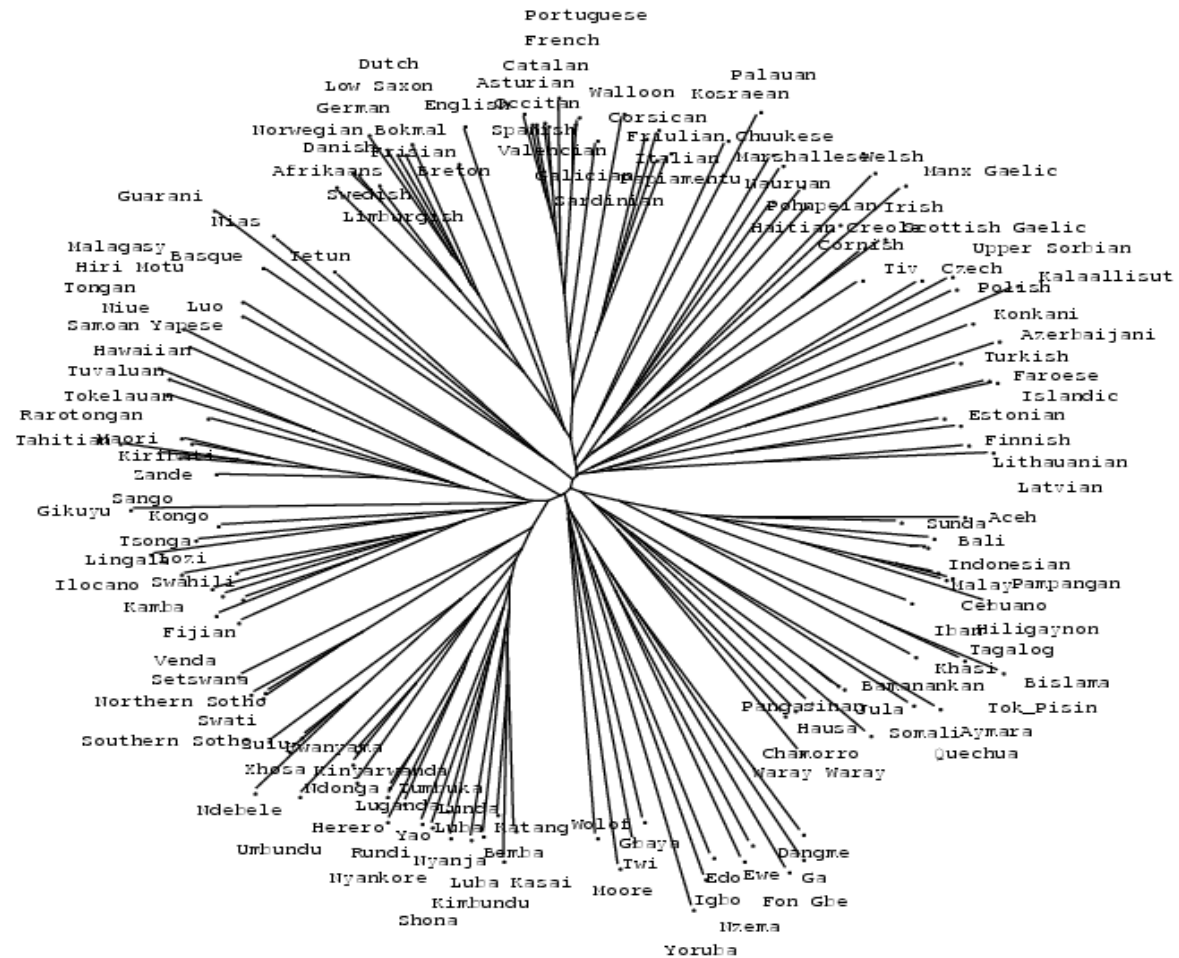 Portuguese
French
Catalan
Dutch
Palauan
Asturian
Low Saxon
Walloon
Kosraean
English
Occitan
German
Corsican
Norwegian Bokmal
Spanish
Friulian
Chuukese
Danish
Frisian
Valencian
Italian
Marshallese
Welsh
Afrikaans
Breton
Galician
Papiamentu
Nauruan
Manx Gaelic
Guarani
Swedish
Limburgish
Sardinian
Pohnpeian
Irish
Nias
Haitian Creole
Scottish Gaelic
Malagasy
Basque
Tetun
Cornish
Upper Sorbian
Hiri Motu
Tiv
Czech
Kalaallisut
Tongan
Polish
Niue
Luo
Konkani
Samoan
Yapese
Azerbaijani
Hawaiian
Turkish
Tuvaluan
Faroese
Tokelauan
Islandic
Rarotongan
Estonian
Tahitian
Maori
Finnish
Kiribati
Lithauanian
Zande
Latvian
Sango
Gikuyu
Kongo
Aceh
Sunda
Tsonga
Bali
Lingala
Lozi
Indonesian
Ilocano
Swahili
Malay
Pampangan
Kamba
Cebuano
Fijian
Iban
Hiligaynon
Tagalog
Venda
Khasi
Setswana
Bamanankan
Bislama
Northern Sotho
Pangasinan
Jula
Tok_Pisin
Swati
Hausa
Somali
Aymara
Southern Sotho
Kwanyama
Chamorro
Quechua
Xhosa
Kinyarwanda
Waray Waray
Ndonga
Tumbuka
Ndebele
Luganda
Lunda
Herero
Yao
Luba Katang
Wolof
Umbundu
Rundi
Nyanja
Bemba
Gbaya
Dangme
Nyankore
Luba Kasai
Twi
Edo
Ewe
Ga
Kimbundu
Moore
Igbo
Fon Gbe
Shona
Nzema
Yoruba